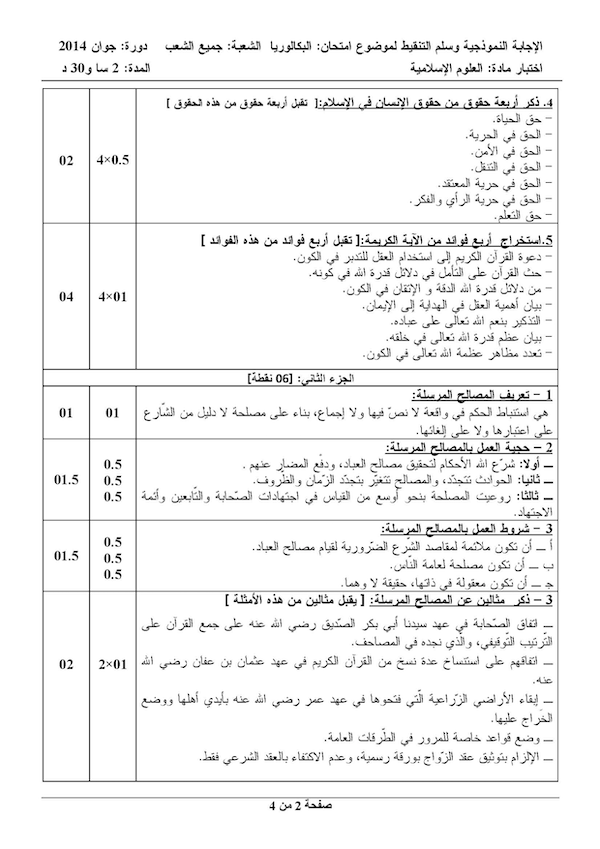 الإجابة النموذجية وسلم التنقيط لموضوع امتحان: البكالوريا الشعبة: جميع الشعب دورة: جوان 2014
اختبار مادة: العلوم الإسلامية المدة: 2 سا و30 د
4. ذكر أربعة حقوق من حقوق الإنسان في الإسلام:[ تقبل أربعة حقوق من هذه الحقوق ]
– حق الحياة.
– الحق في الحرية.
– الحق في الأمن.
– الحق في التنقل.
– الحق في حرية المعتقد.
– الحق في حرية الرأي والفكر.
– حق التعلّم.
4×0.5
02
5.استخراج أربع فوائد من الآية الكريمة:[ تقبل أربع فوائد من هذه الفوائد ]
– دعوة القرآن الكريم إلى استخدام العقل للتدبر في الكون.
– حث القرآن على التأمل في دلائل قدرة الله في كونه.
– من دلائل قدرة الله الدقة و الإتقان في الكون.
– بيان أهمية العقل في الهداية إلى الإيمان.
– التذكير بنعم الله تعالى على عباده.
– بيان عظم قدرة الله تعالى في خلقه.
– تعدد مظاهر عظمة الله تعالى في الكون.
4×01
04
الجزء الثاني: [06 نقطة]
1 – تعريف المصالح المرسلة:
هي استنباط الحكم في واقعة لا نصّ فيها ولا إجماع، بناء على مصلحة لا دليل من الشّارع
على اعتبارها ولا على إلغائها.
01
01
2 – حجية العمل بالمصالح المرسلة:
ـــ أولا: شرّع الله الأحكام لتحقيق مصالح العباد، ودفع المضار عنهم .
ـــ ثانيا: الحوادث تتجدّد، والمصالح تتغيّر بتجدّد الزّمان والظّروف.
ـــ ثالثا: روعيت المصلحة بنحو أوسع من القياس في اجتهادات الصّحابة والتّابعين وأئمة
الاجتهاد.
0.5
0.5
0.5
01.5
3 – شروط العمل بالمصالح المرسلة:
أ ـــ أن تكون ملائمة لمقاصد الشّرع الضّرورية لقيام مصالح العباد.
ب ـــ أن تكون مصلحة لعامة النّاس.
جـ ـــ أن تكون معقولة في ذاتها، حقيقة لا وهما.
0.5
0.5
0.5
01.5
3 – ذكر مثالين عن المصالح المرسلة: [ يقبل مثالين من هذه الأمثلة ]
ـــ اتفاق الصّحابة في عهد سيدنا أبي بكر الصّديق رضي الله عنه على جمع القرآن على
التّرتيب التّوقيفي، والّذي نجده في المصاحف.
ـــ اتفاقهم على استنساخ عدة نسخ من القرآن الكريم في عهد عثمان بن عفان رضي الله
عنه.
ـــ إبقاء الأراضي الزّراعية الّتي فتحوها في عهد عمر رضي الله عنه بأيدي أهلها ووضع
الخراج عليها.
ـــ وضع قواعد خاصة للمرور في الطّرقات العامة.
ـــ الإلزام بتوثيق عقد الزّواج بورقة رسمية، وعدم الاكتفاء بالعقد الشرعي فقط.
2×01
02
صفحة 2 من 4